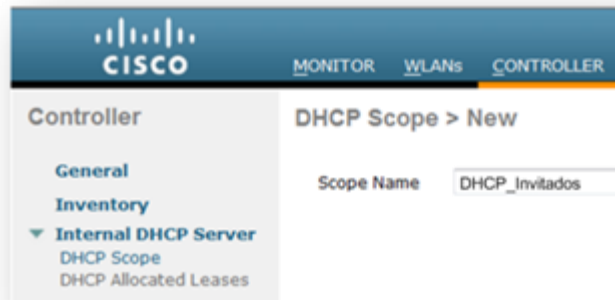 CISCO
MONITOR WLANs CONTROLLER
Controller
DHCP Scope > New
General
Scope Name DHCP_Invitados
Inventory
Internal DHCP Server
DHCP Scope
DHCP Allocated Leases